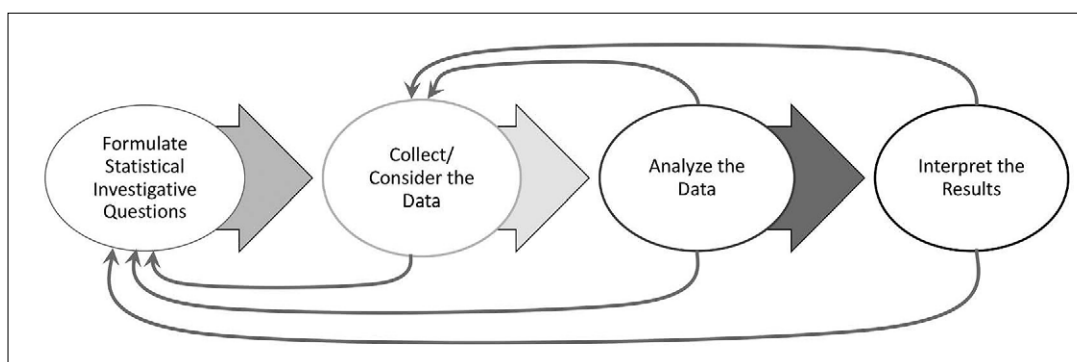 Formulate
Statistical
Investigative
Questions
Collect/
Consider the
Data
Analyze the
Data
Interpret the
Results